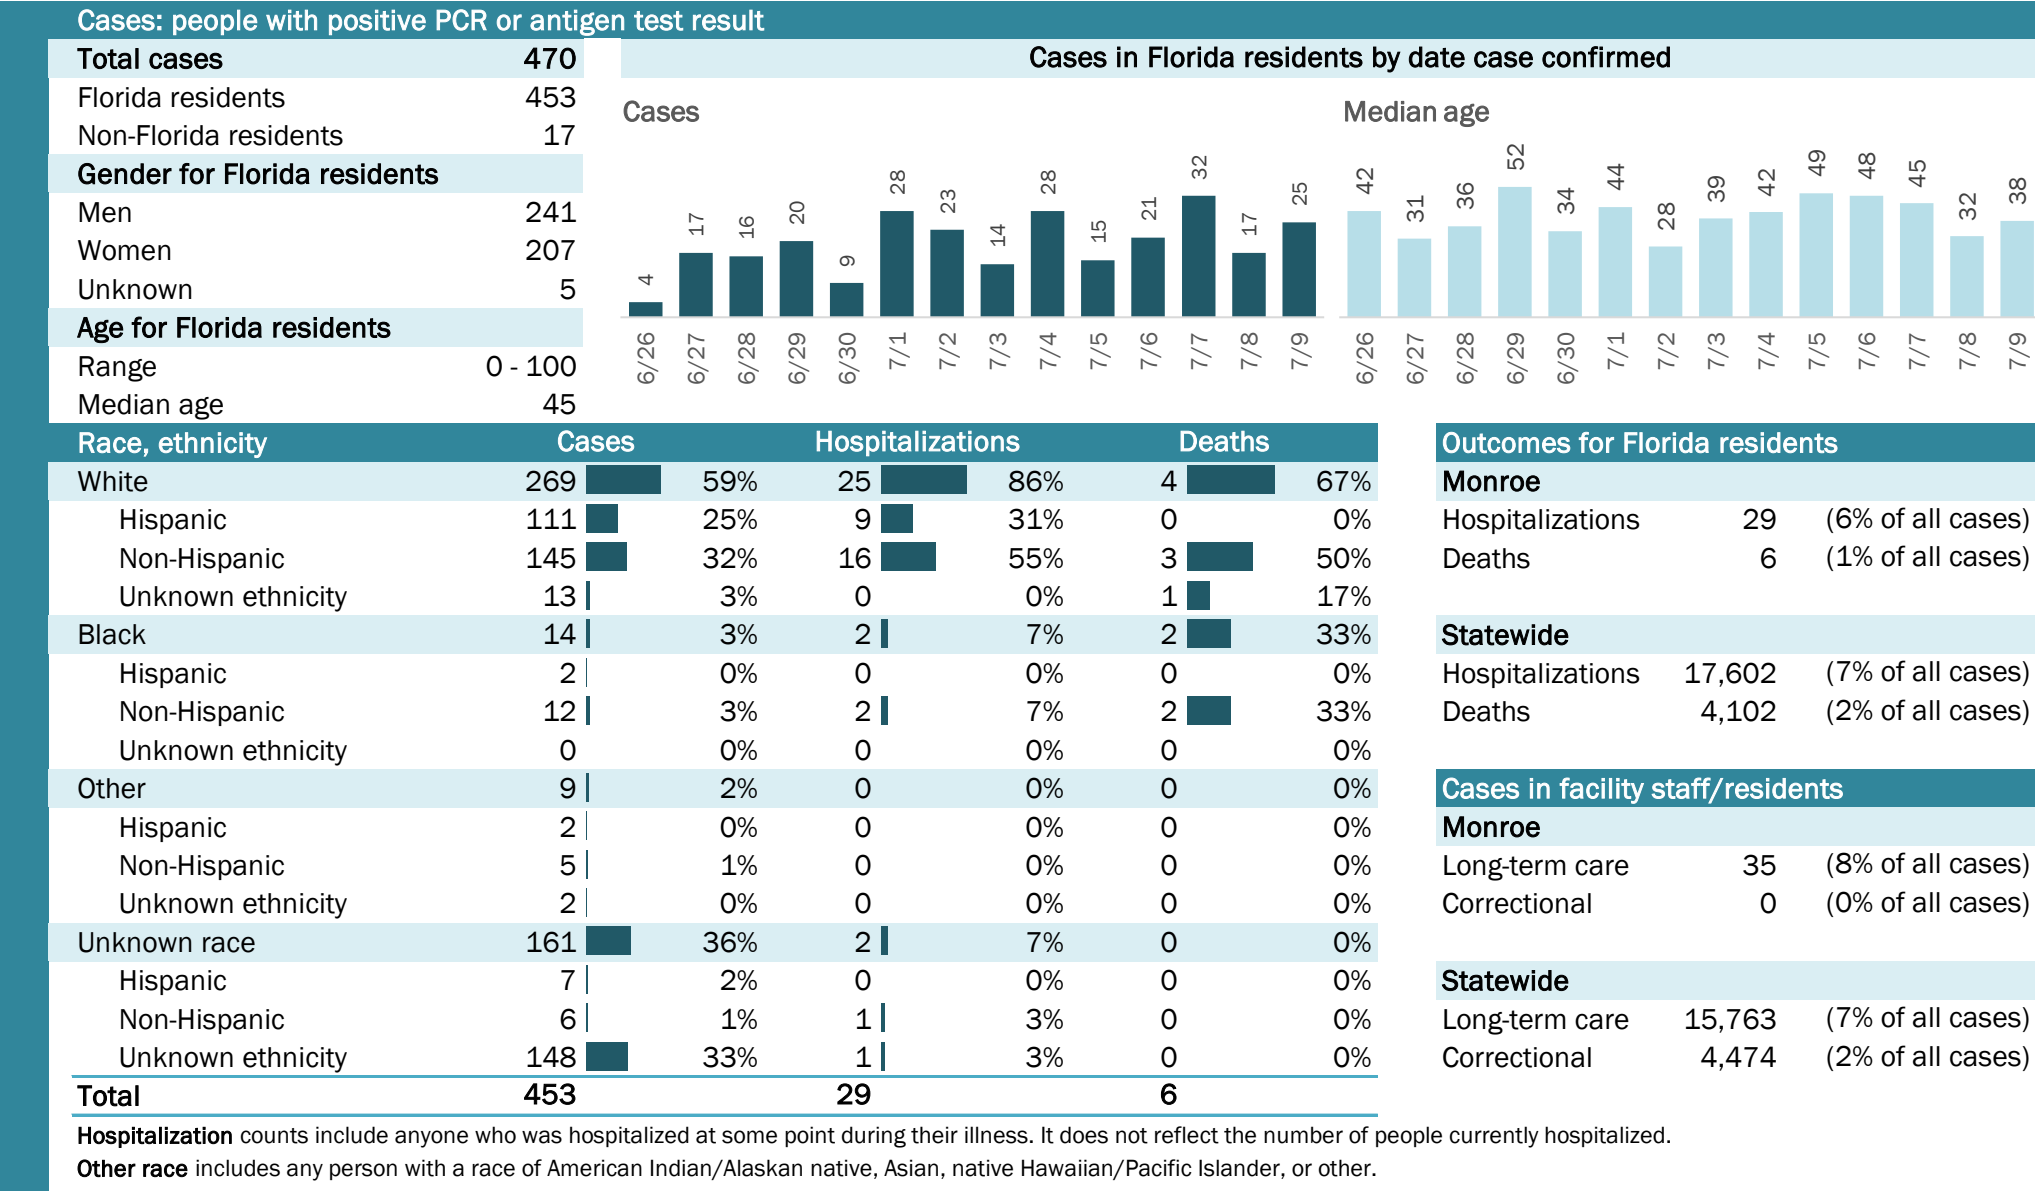 Cases: people with positive PCR or antigen test result
Total cases 470
Florida residents 453
Non-Florida residents 17
Gender for Florida residents
Men 241
Women 207
Unknown 5
Age for Florida residents
Range 0 - 100
Median age 45
Cases in Florida residents by date case confirmed
Cases
4 17 16 20 9 28 23 14 28 15 21 32 17 25
6/26 6/27 6/28 6/29 6/30 7/1 7/2 7/3 7/4 7/5 7/6 7/7 7/8 7/9
Median age
42 31 36 52 34 44 28 39 42 49 48 45 32 38
6/26 6/27 6/28 6/29 6/30 7/1 7/2 7/3 7/4 7/5 7/6 7/7 7/8 7/9
Race, ethnicity Cases Hospitalizations Deaths
White 269 59% 25 86% 4 67%
Hispanic 111 25% 9 31% 0 0%
Non-Hispanic 145 32% 16 55% 3 50%
Unknown ethnicity 13 3% 0 0% 1 17%
Black 14 3% 2 7% 2 33%
Hispanic 2 0% 0 0% 0 0%
Non-Hispanic 12 3% 2 7% 2 33%
Unknown ethnicity 0 0% 0 0% 0 0%
Other 9 2% 0 0% 0 0%
Hispanic 2 0% 0 0% 0 0%
Non-Hispanic 5 1% 0 0% 0 0%
Unknown ethnicity 2 0% 0 0% 0 0%
Unknown race 161 36% 2 7% 0 0%
Hispanic 7 2% 0 0% 0 0%
Non-Hispanic 6 1% 1 3% 0 0%
Unknown ethnicity 148 33% 1 3% 0 0%
Total 453 29 6
Outcomes for Florida residents
Monroe
Hospitalizations 29 (6% of all cases)
Deaths 6 (1% of all cases)
Statewide
Hospitalizations 17,602 (7% of all cases)
Deaths 4,102 (2% of all cases)
Cases in facility staff/residents
Monroe
Long-term care 35 (8% of all cases)
Correctional 0 (0% of all cases)
Statewide
Long-term care 15,763 (7% of all cases)
Correctional 4,474 (2% of all cases)
Hospitalization counts include anyone who was hospitalized at some point during their illness. It does not reflect the number of people currently hospitalized.
Other race includes any person with a race of American Indian/Alaskan native, Asian, native Hawaiian/Pacific Islander, or other.